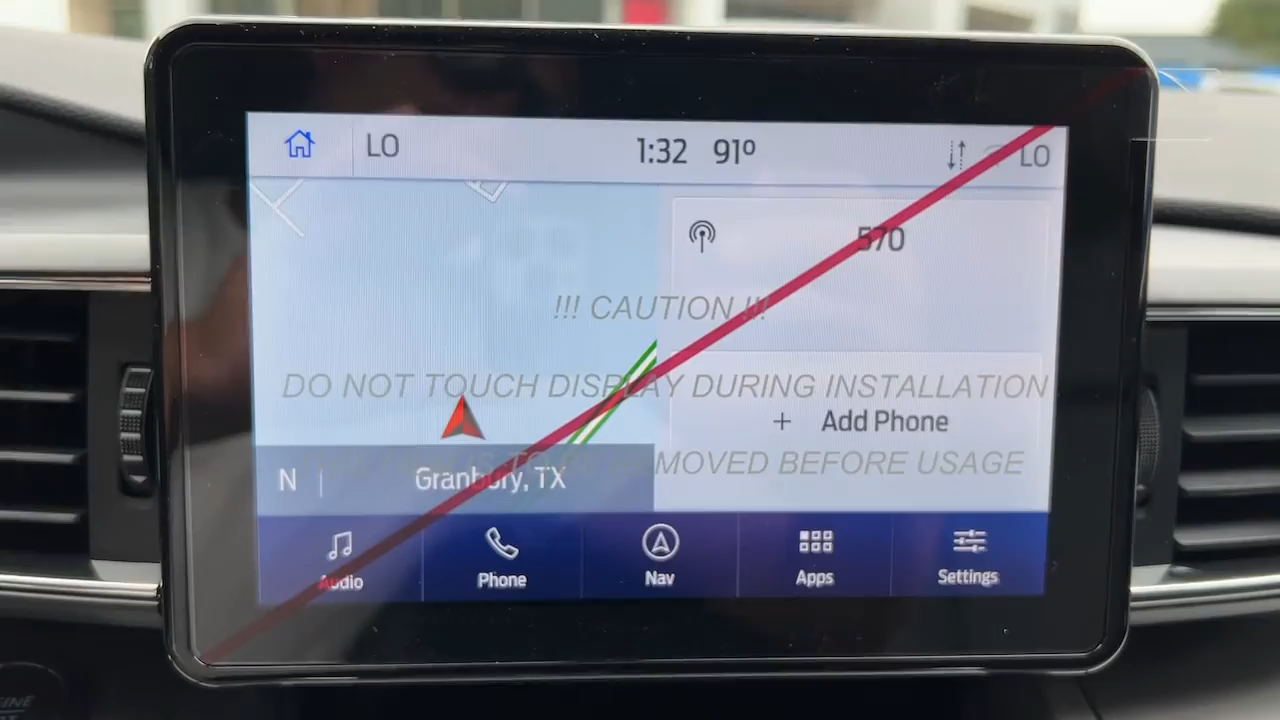 LO 1:32 91º LO
570
!!! CAUTION !!!
DO NOT TOUCH DISPLAY DURING INSTALLATION
+ Add Phone
MOVED BEFORE USAGE
N | Granbury, TX
Audio Phone Nav Apps Settings